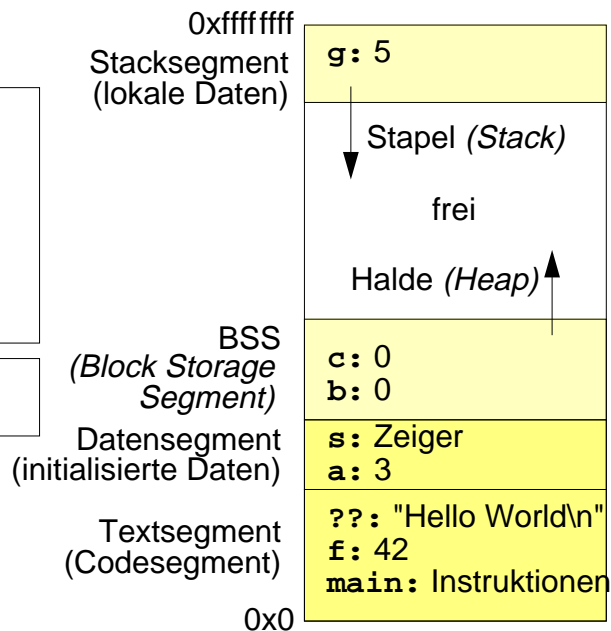 0xffffffff
Stacksegment
(lokale Daten)
g: 5
Stapel (Stack)
frei
Halde (Heap)
BSS
(Block Storage
Segment)
c: 0
b: 0
Datensegment
(initialisierte Daten)
s: Zeiger
a: 3
Textsegment
(Codesegment)
??: "Hello World\n"
f: 42
main: Instruktionen
0x0